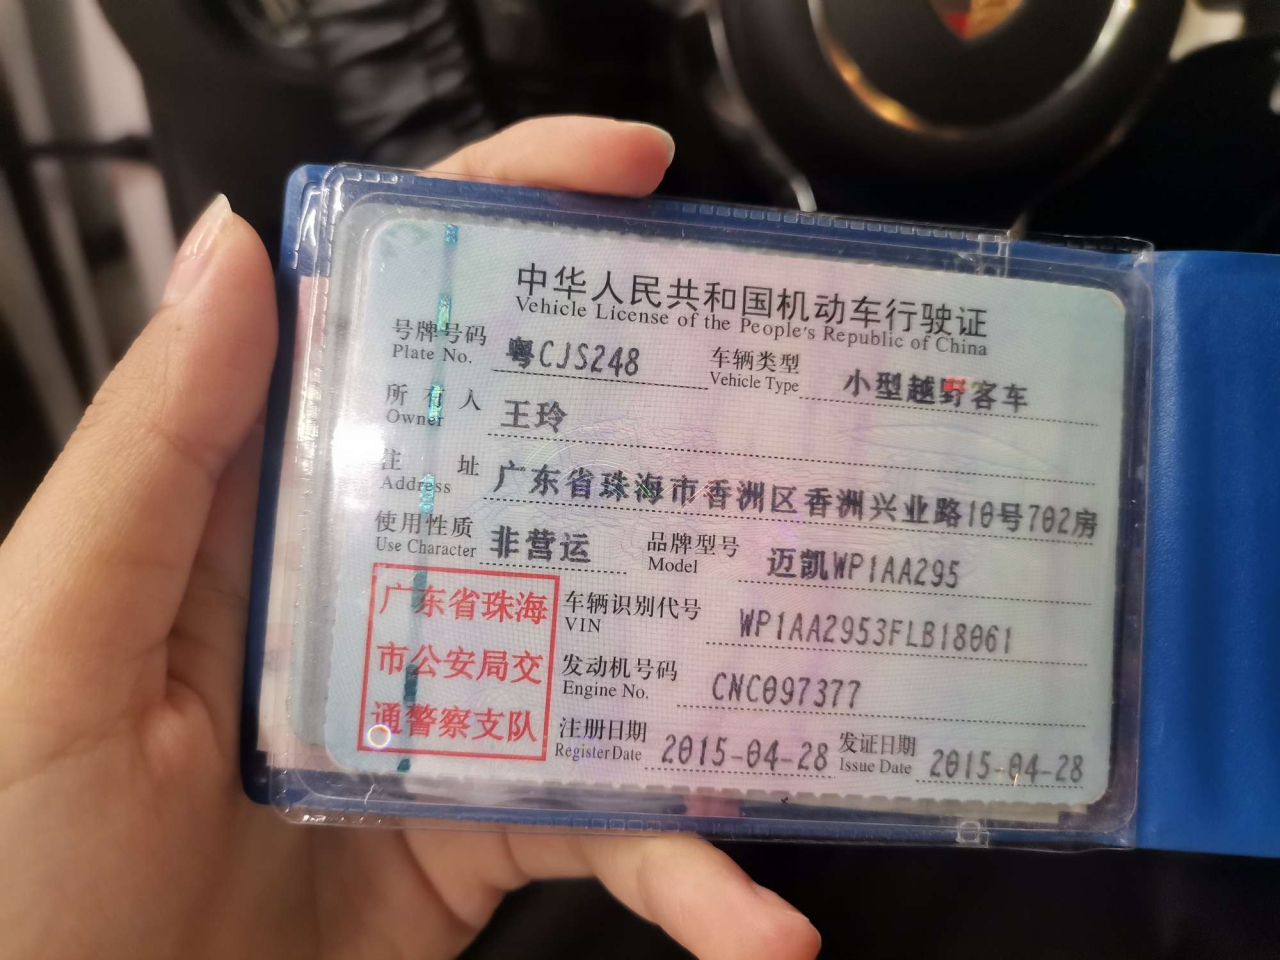 中华人民共和国机动车行驶证
Vehicle License of the People's Republic of China
号牌号码 粤CJS248 车辆类型 小型越野客车
Plate No. Vehicle Type
所有人 王玲
Owner
住址 广东省珠海市香洲区香洲兴业路10号702房
Address
使用性质 非营运 品牌型号 迈凯WP1AA295
Use Character Model
广东省珠海
市公安局交
通警察支队
车辆识别代号 WP1AA2953FLB18061
VIN
发动机号码 CNC097377
Engine No.
注册日期 2015-04-28 发证日期 2015-04-28
Register Date Issue Date